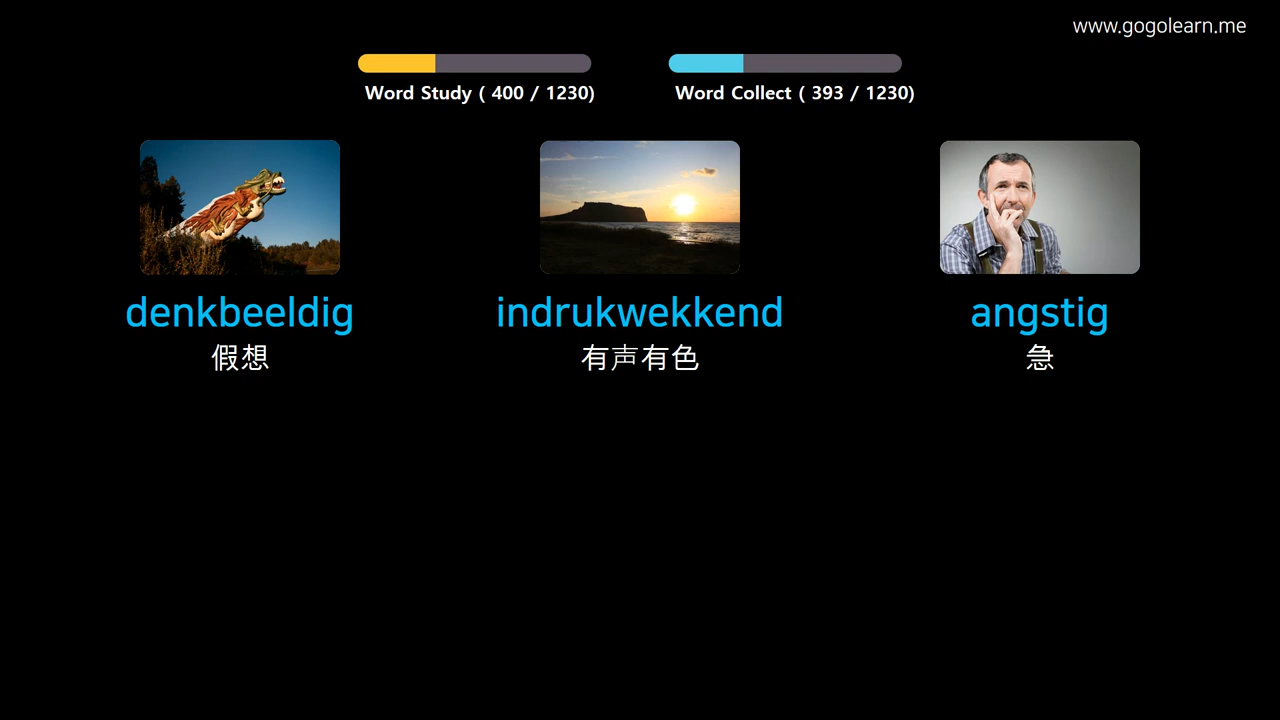 www.gogolearn.me
Word Study ( 400 / 1230)
Word Collect ( 393 / 1230)
denkbeeldig
indrukwekkend
angstig
假想
有声有色
急